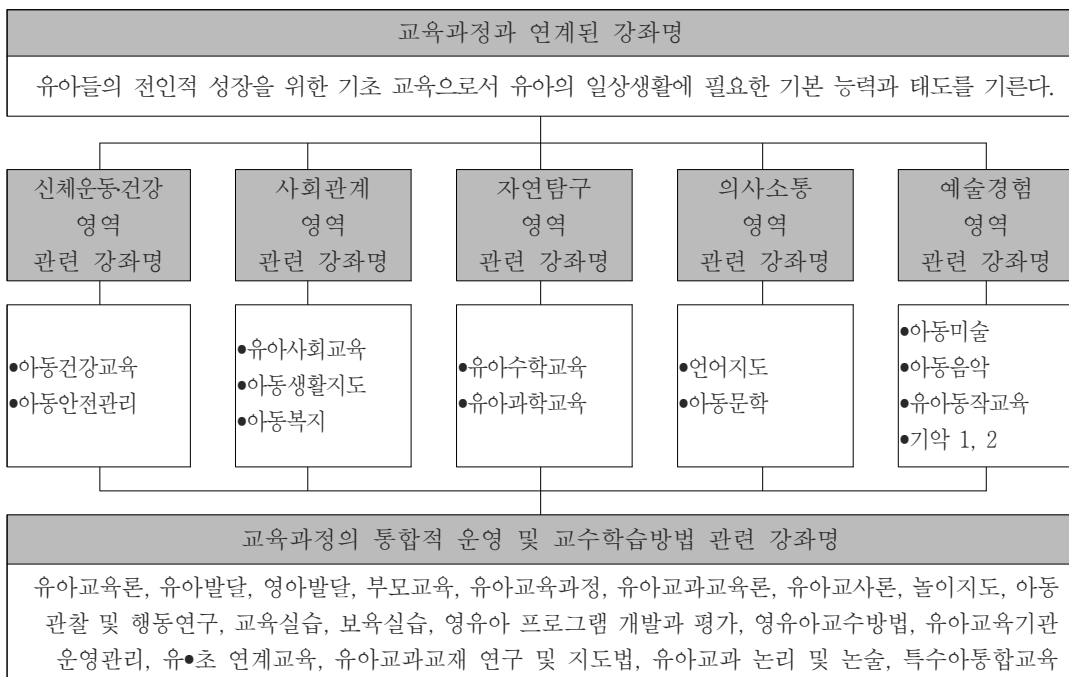 교육과정과 연계된 강좌명
유아들의 전인적 성장을 위한 기초 교육으로서 유아의 일상생활에 필요한 기본 능력과 태도를 기른다.
신체운동·건강
영역
관련 강좌명
사회관계
영역
관련 강좌명
자연탐구
영역
관련 강좌명
의사소통
영역
관련 강좌명
예술경험
영역
관련 강좌명
●아동건강교육
●아동안전관리
●유아사회교육
●아동생활지도
●아동복지
●유아수학교육
●유아과학교육
●언어지도
●아동문학
●아동미술
●아동음악
●유아동작교육
●기악 1, 2
교육과정의 통합적 운영 및 교수학습방법 관련 강좌명
유아교육론, 유아발달, 영아발달, 부모교육, 유아교육과정, 유아교과교육론, 유아교사론, 놀이지도, 아동
관찰 및 행동연구, 교육실습, 보육실습, 영유아 프로그램 개발과 평가, 영유아교수방법, 유아교육기관
운영관리, 유●초 연계교육, 유아교과교재 연구 및 지도법, 유아교과 논리 및 논술, 특수아통합교육